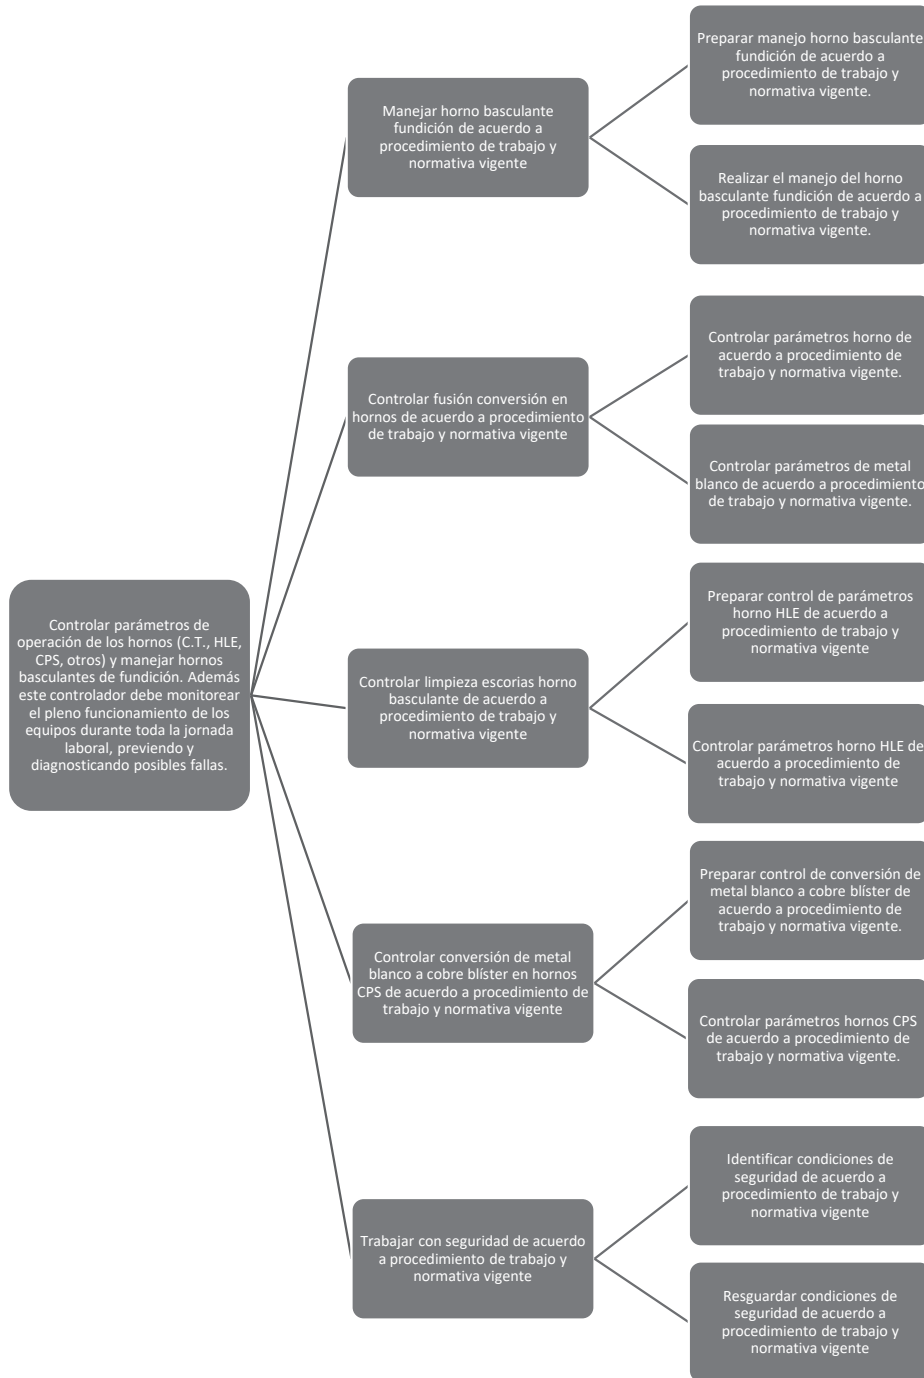 Controlar parámetros de
operación de los hornos (C.T., HLE,
CPS, otros) y manejar hornos
basculantes de fundición. Además
este controlador debe monitorear
el pleno funcionamiento de los
equipos durante toda la jornada
laboral, previendo y
diagnosticando posibles fallas.
Manejar horno basculante
fundición de acuerdo a
procedimiento de trabajo y
normativa vigente
Preparar manejo horno basculante
fundición de acuerdo a
procedimiento de trabajo y
normativa vigente.
Realizar el manejo del horno
basculante fundición de acuerdo a
procedimiento de trabajo y
normativa vigente.
Controlar fusión conversión en
hornos de acuerdo a procedimiento
de trabajo y normativa vigente
Controlar parámetros horno de
acuerdo a procedimiento de
trabajo y normativa vigente.
Controlar parámetros de metal
blanco de acuerdo a procedimiento
de trabajo y normativa vigente.
Controlar limpieza escorias horno
basculante de acuerdo a
procedimiento de trabajo y
normativa vigente
Preparar control de parámetros
horno HLE de acuerdo a
procedimiento de trabajo y
normativa vigente
Controlar parámetros horno HLE de
acuerdo a procedimiento de
trabajo y normativa vigente
Controlar conversión de metal
blanco a cobre blíster en hornos
CPS de acuerdo a procedimiento de
trabajo y normativa vigente
Preparar control de conversión de
metal blanco a cobre blíster de
acuerdo a procedimiento de
trabajo y normativa vigente.
Controlar parámetros hornos CPS
de acuerdo a procedimiento de
trabajo y normativa vigente.
Trabajar con seguridad de acuerdo
a procedimiento de trabajo y
normativa vigente
Identificar condiciones de
seguridad de acuerdo a
procedimiento de trabajo y
normativa vigente
Resguardar condiciones de
seguridad de acuerdo a
procedimiento de trabajo y
normativa vigente